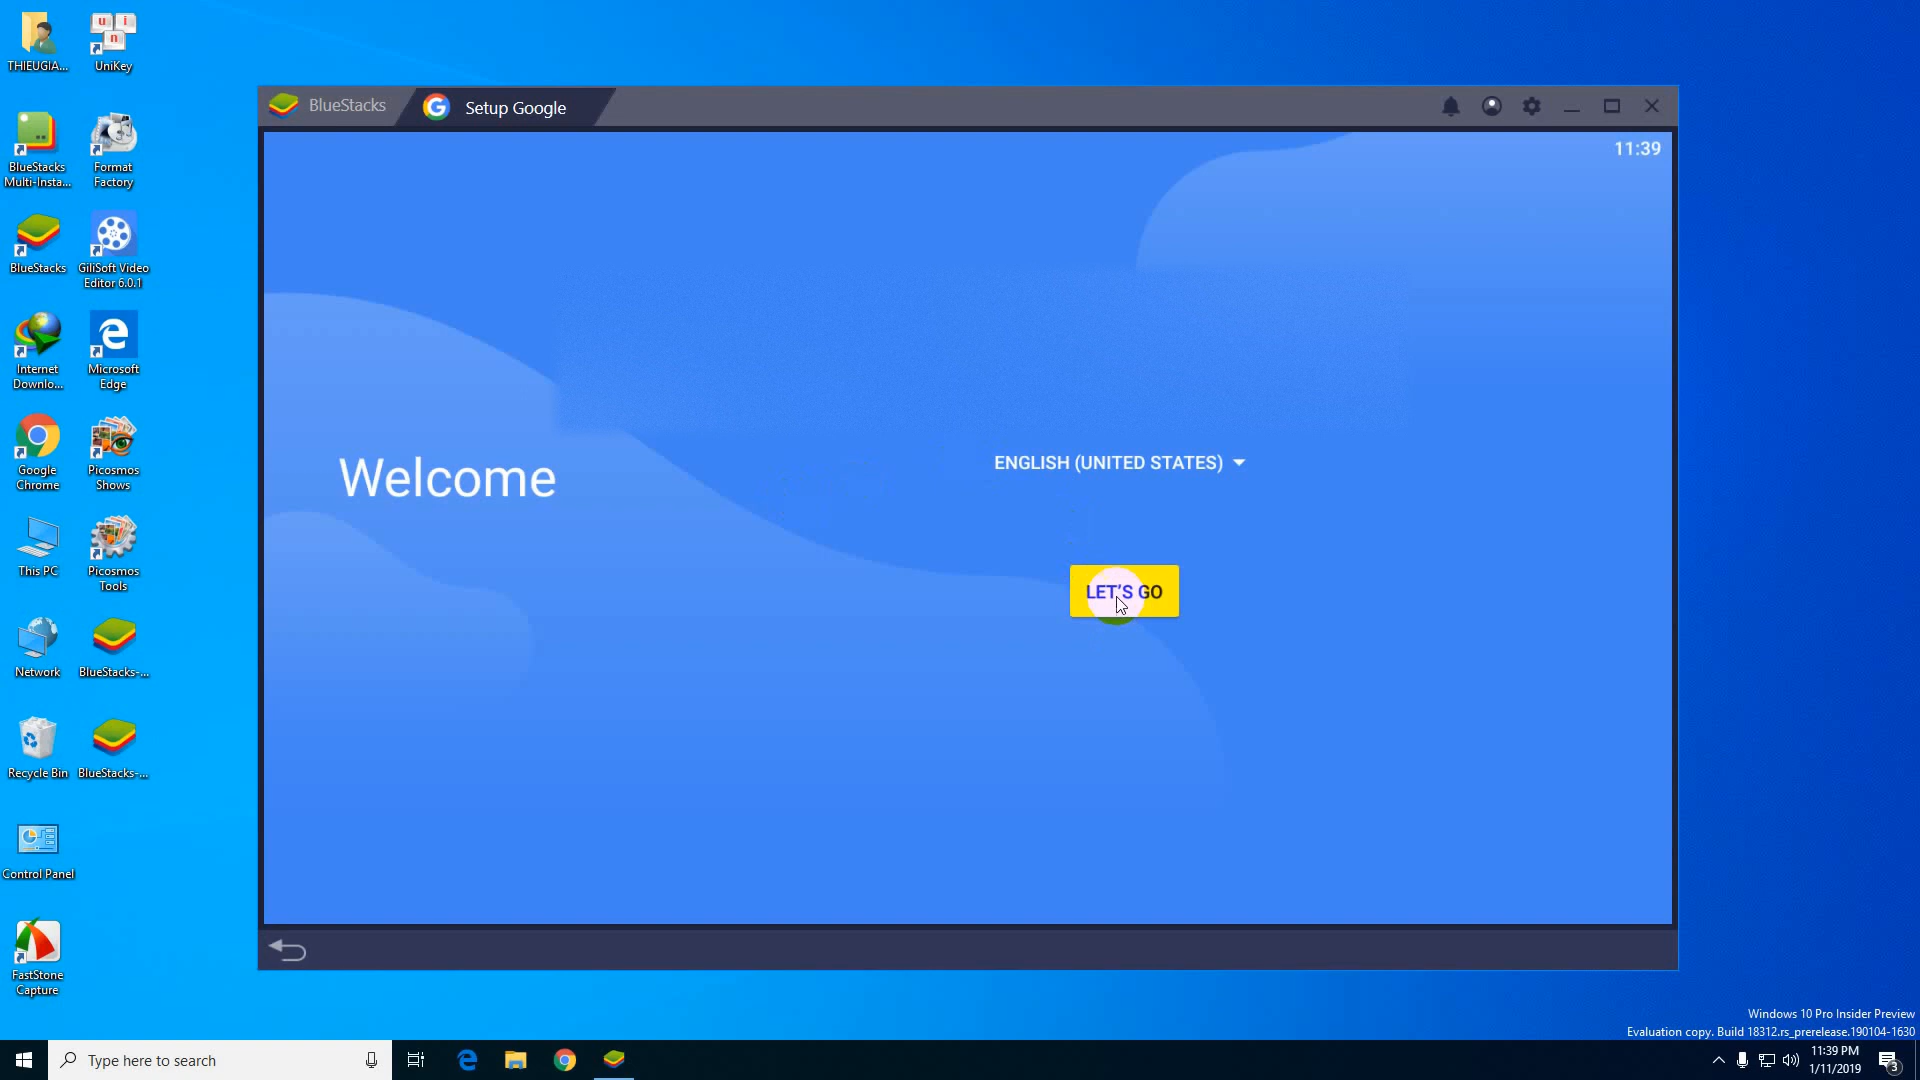 THIEUGIA...
UniKey
BlueStacks
Multi-Insta...
Format
Factory
BlueStacks
GiliSoft Video
Editor 6.0.1
Internet
Downlo...
Microsoft
Edge
Google
Chrome
Picosmos
Shows
This PC
Picosmos
Tools
Network
BlueStacks-...
Recycle Bin
BlueStacks-...
Control Panel
FastStone
Capture
BlueStacks
Setup Google
11:39
Welcome
ENGLISH (UNITED STATES)
LET'S GO
Windows 10 Pro Insider Preview
Evaluation copy. Build 18312.rs_prerelease.190104-1630
Type here to search
11:39 PM
1/11/2019
3